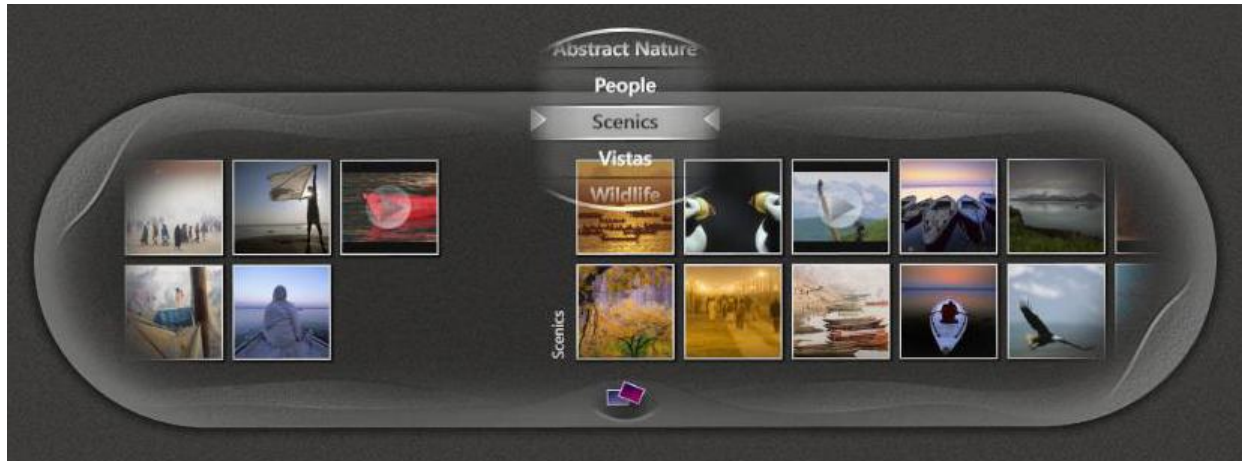 Abstract Nature
People
Scenics
Vistas
Wildlife
Scenics